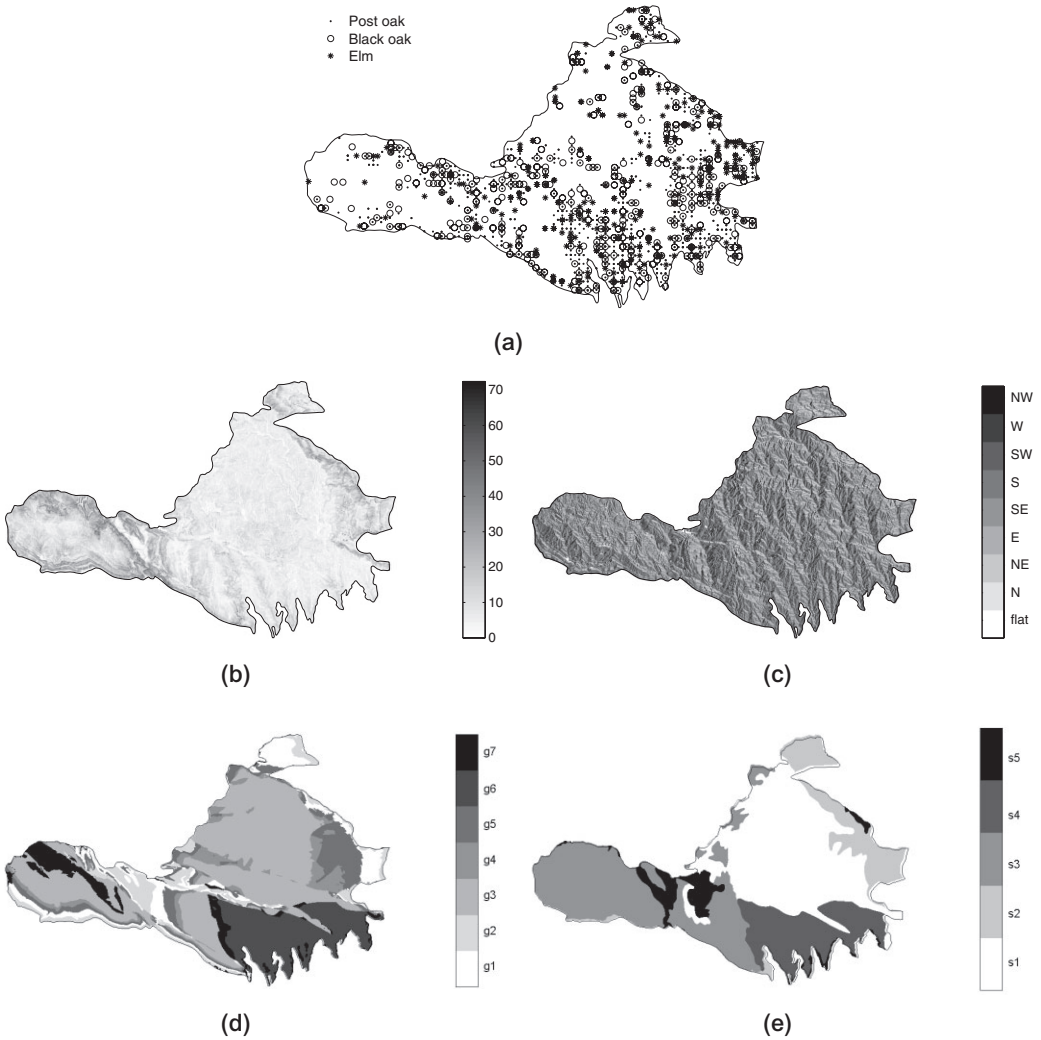 Post oak
Black oak
Elm
(a)
70
60
50
40
30
20
10
0
(b)
NW
W
SW
S
SE
E
NE
N
flat
(c)
g7
g6
g5
g4
g3
g2
g1
(d)
s5
s4
s3
s2
s1
(e)